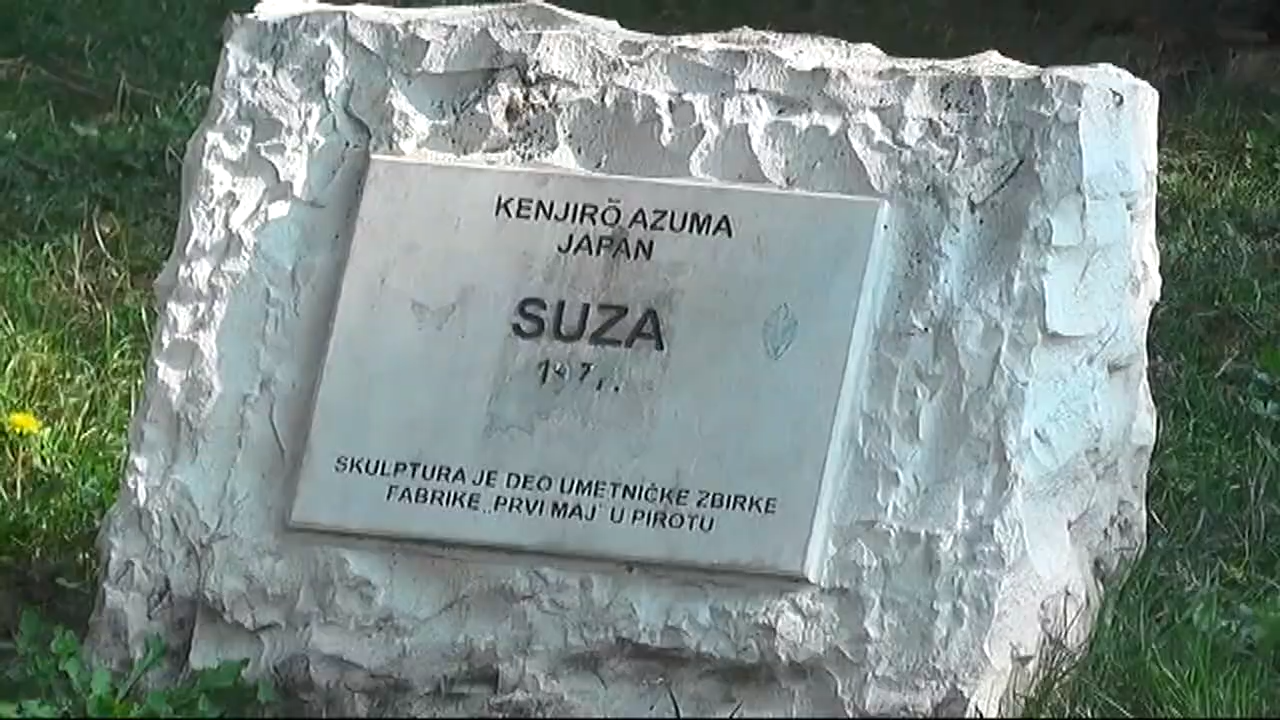 KENJIRŌ AZUMA
JAPAN
SUZA
SKULPTURA JE DEO UMETNIČKE ZBIRKE
FABRIKE „PRVI MAJ" U PIROTU